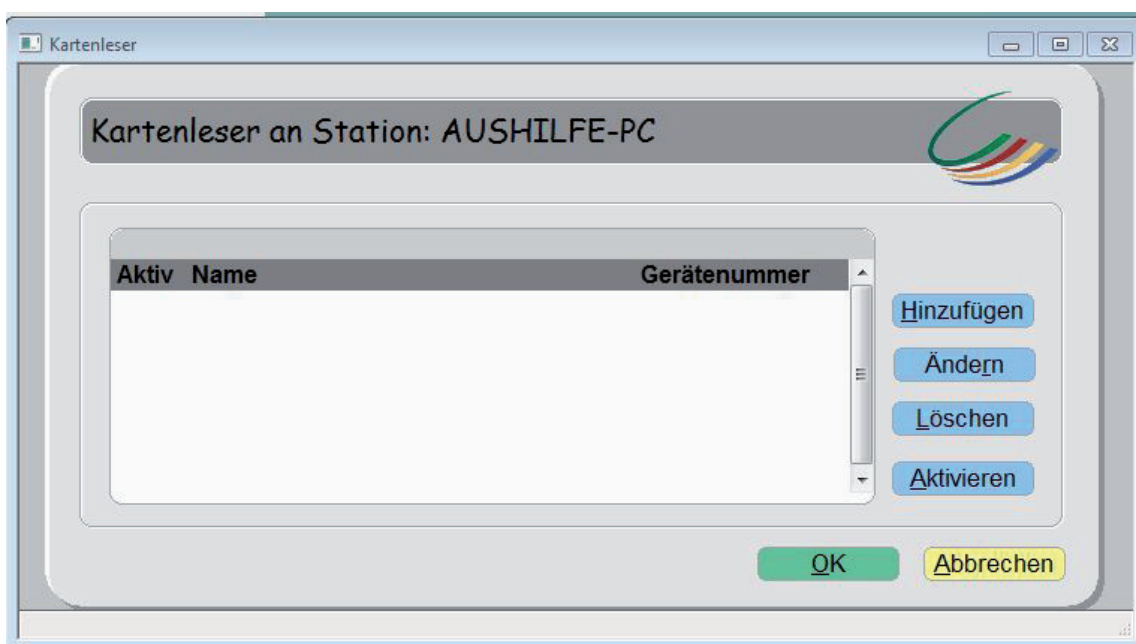 Kartenleser
Kartenleser an Station: AUSHILFE-PC
Aktiv Name Gerätenummer
Hinzufügen
Ändern
Löschen
Aktivieren
OK Abbrechen